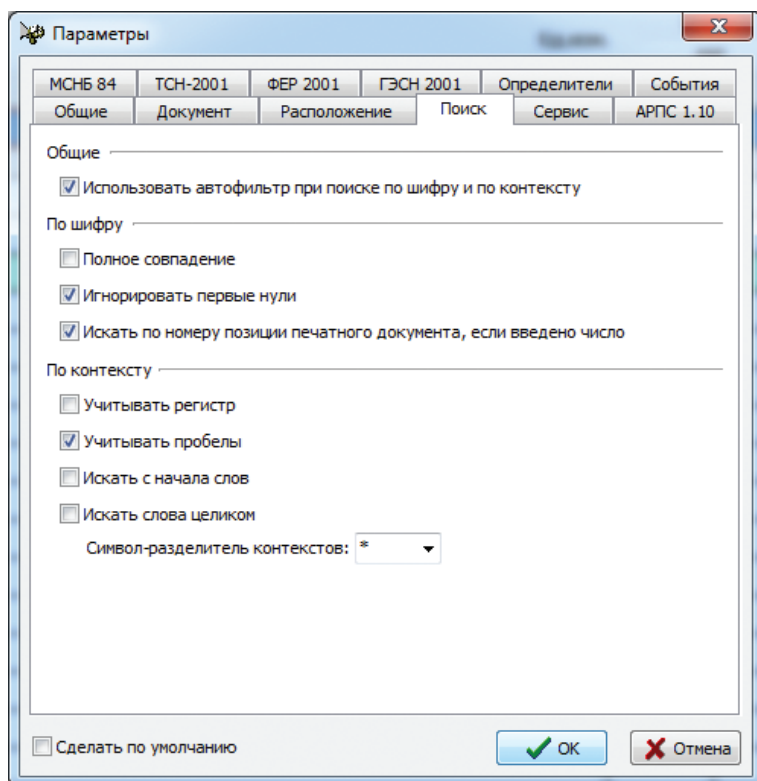 Параметры
МСНБ 84 ТСН-2001 ФЕР 2001 ГЭСН 2001 Определители События
Общие Документ Расположение Поиск Сервис АРПС 1.10
Общие
Использовать автофильтр при поиске по шифру и по контексту
По шифру
Полное совпадение
Игнорировать первые нули
Искать по номеру позиции печатного документа, если введено число
По контексту
Учитывать регистр
Учитывать пробелы
Искать с начала слов
Искать слова целиком
Символ-разделитель контекстов: *
Сделать по умолчанию OK Отмена